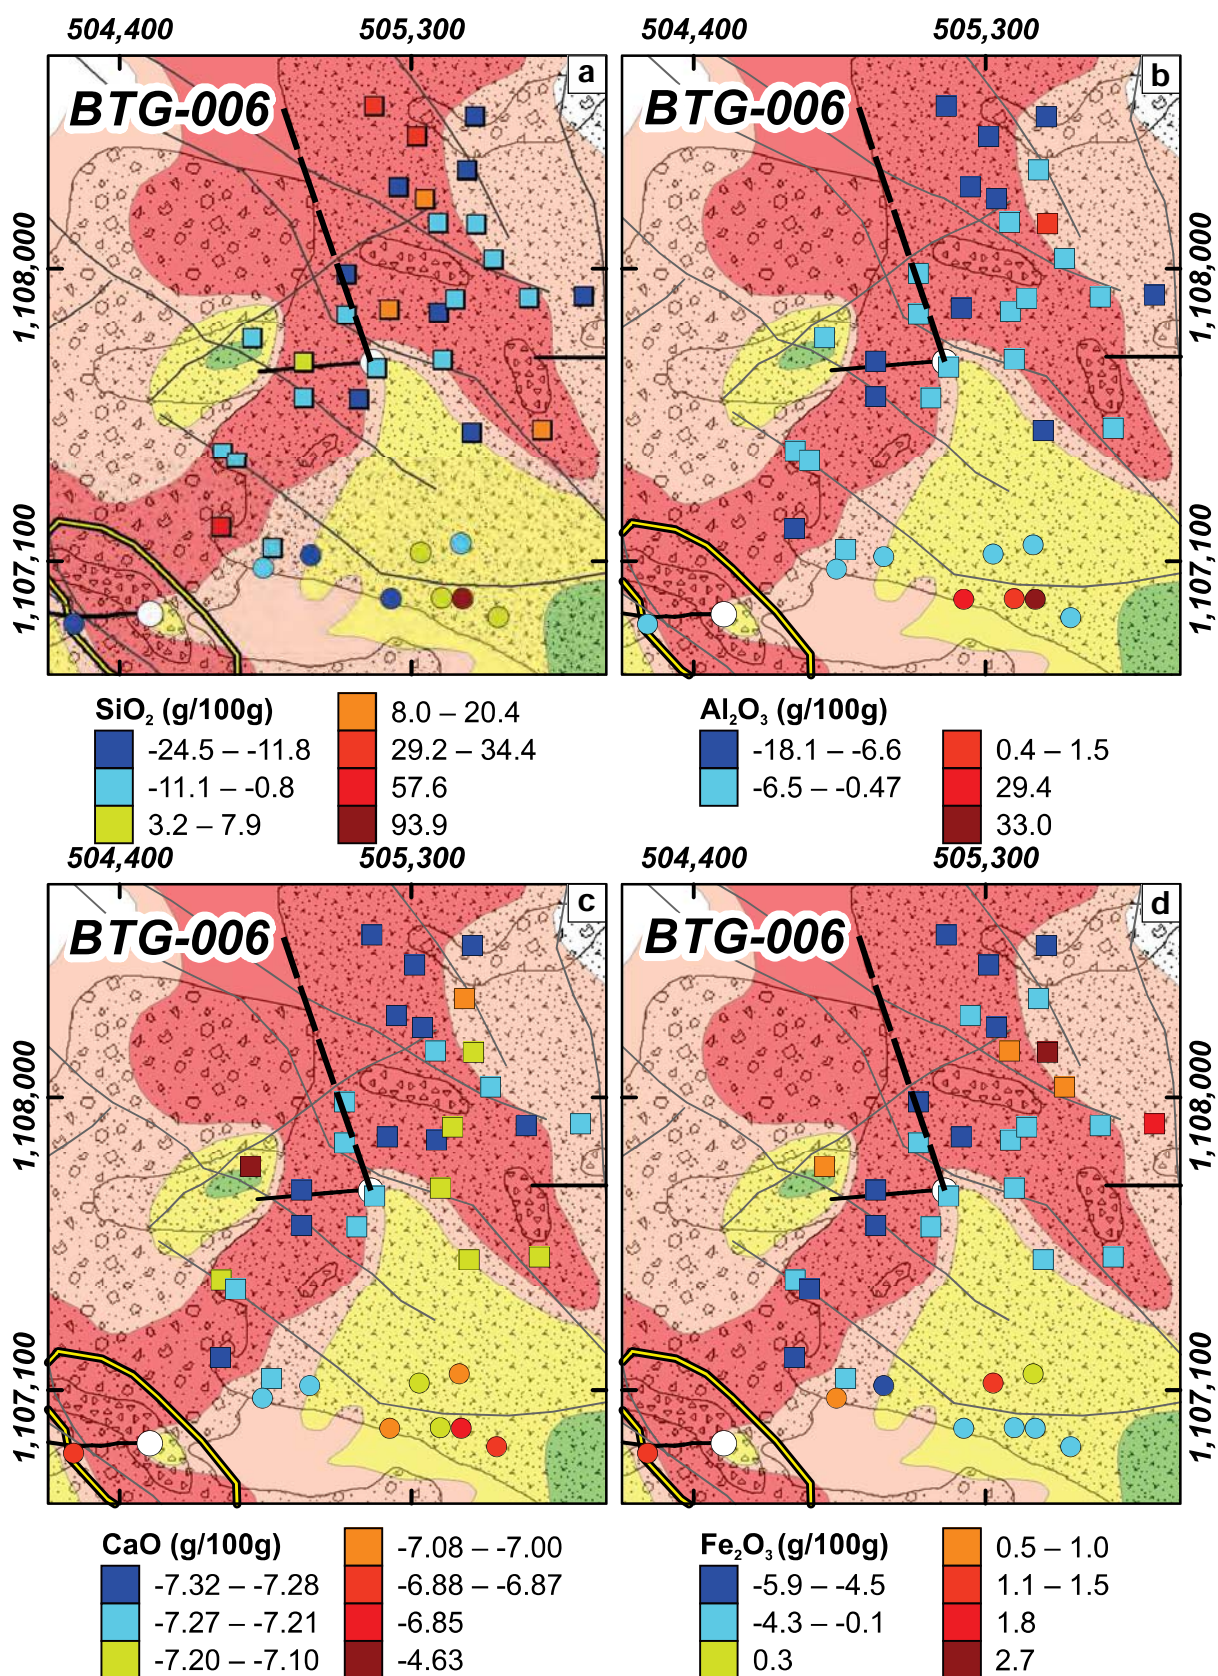 504,400 505,300 504,400 505,300
a b
BTG-006 BTG-006
1,108,000 1,108,000
1,107,100 1,107,100
SiO₂ (g/100g)
-24.5 – -11.8
-11.1 – -0.8
3.2 – 7.9
8.0 – 20.4
29.2 – 34.4
57.6
93.9
Al₂O₃ (g/100g)
-18.1 – -6.6
-6.5 – -0.47
0.4 – 1.5
29.4
33.0
504,400 505,300 504,400 505,300
c d
BTG-006 BTG-006
1,108,000 1,108,000
1,107,100 1,107,100
CaO (g/100g)
-7.32 – -7.28
-7.27 – -7.21
-7.20 – -7.10
-7.08 – -7.00
-6.88 – -6.87
-6.85
-4.63
Fe₂O₃ (g/100g)
-5.9 – -4.5
-4.3 – -0.1
0.3
0.5 – 1.0
1.1 – 1.5
1.8
2.7